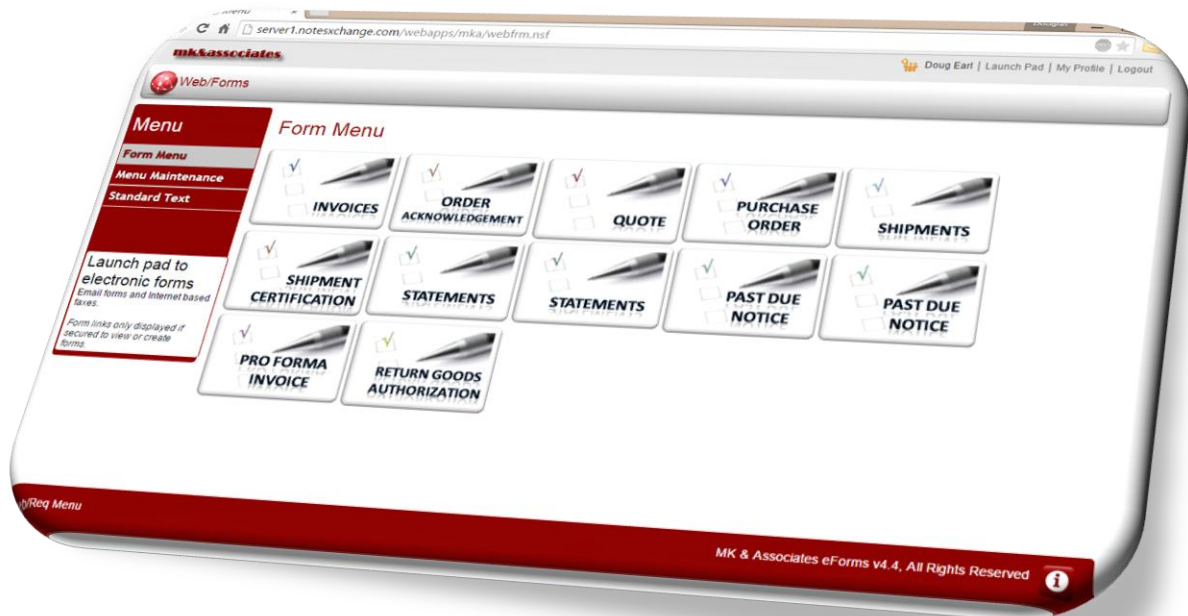 Menu
server1.notesxchange.com/webapps/mka/webfrm.nsf
mk&associates
Doug Earl | Launch Pad | My Profile | Logout
Web/Forms
Menu
Form Menu
Menu Maintenance
Standard Text
Launch pad to
electronic forms
Email forms and Internet based
faxes.
Form links only displayed if
secured to view or create
forms.
Form Menu
INVOICES
ORDER
ACKNOWLEDGEMENT
QUOTE
PURCHASE
ORDER
SHIPMENTS
SHIPMENT
CERTIFICATION
STATEMENTS
STATEMENTS
PAST DUE
NOTICE
PAST DUE
NOTICE
PRO FORMA
INVOICE
RETURN GOODS
AUTHORIZATION
/Req Menu
MK & Associates eForms v4.4, All Rights Reserved